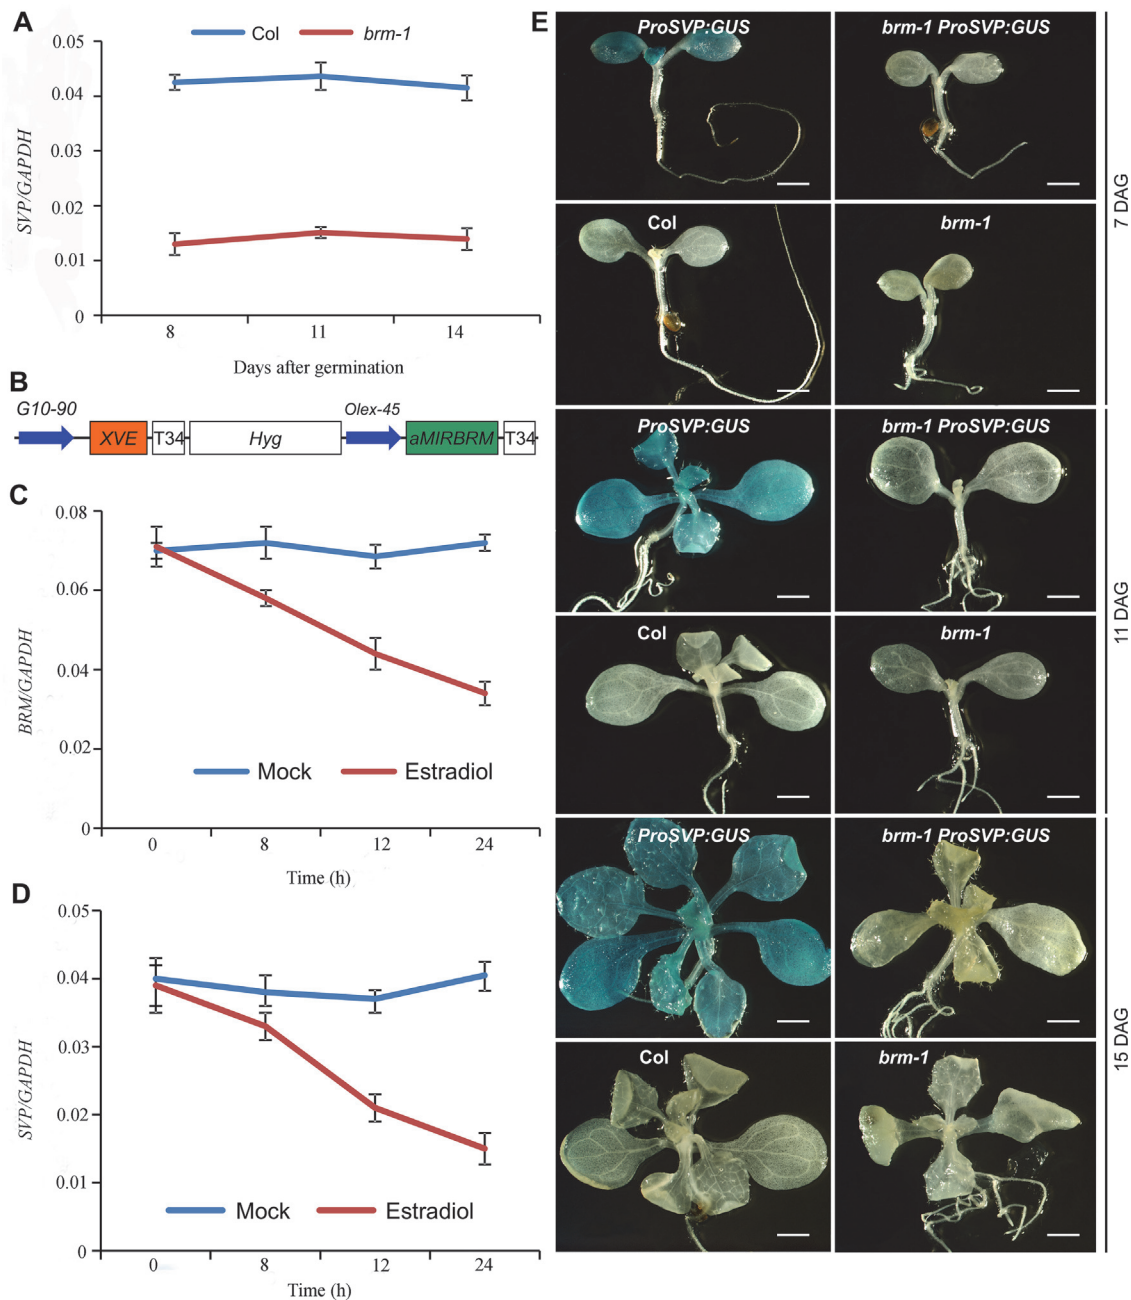 A
Col
brm-1
0.05
0.04
0.03
0.02
0.01
0
SVP/GAPDH
8
11
14
Days after germination
B
G10-90
Olex-45
XVE
T34
Hyg
aMIRBRM
T34
C
0.08
0.06
0.04
0.02
0
BRM/GAPDH
Mock
Estradiol
0
8
12
24
Time (h)
D
0.05
0.04
0.03
0.02
0.01
0
SVP/GAPDH
Mock
Estradiol
0
8
12
24
Time (h)
E
ProSVP:GUS
brm-1 ProSVP:GUS
Col
brm-1
7 DAG
ProSVP:GUS
brm-1 ProSVP:GUS
Col
brm-1
11 DAG
ProSVP:GUS
brm-1 ProSVP:GUS
Col
brm-1
15 DAG